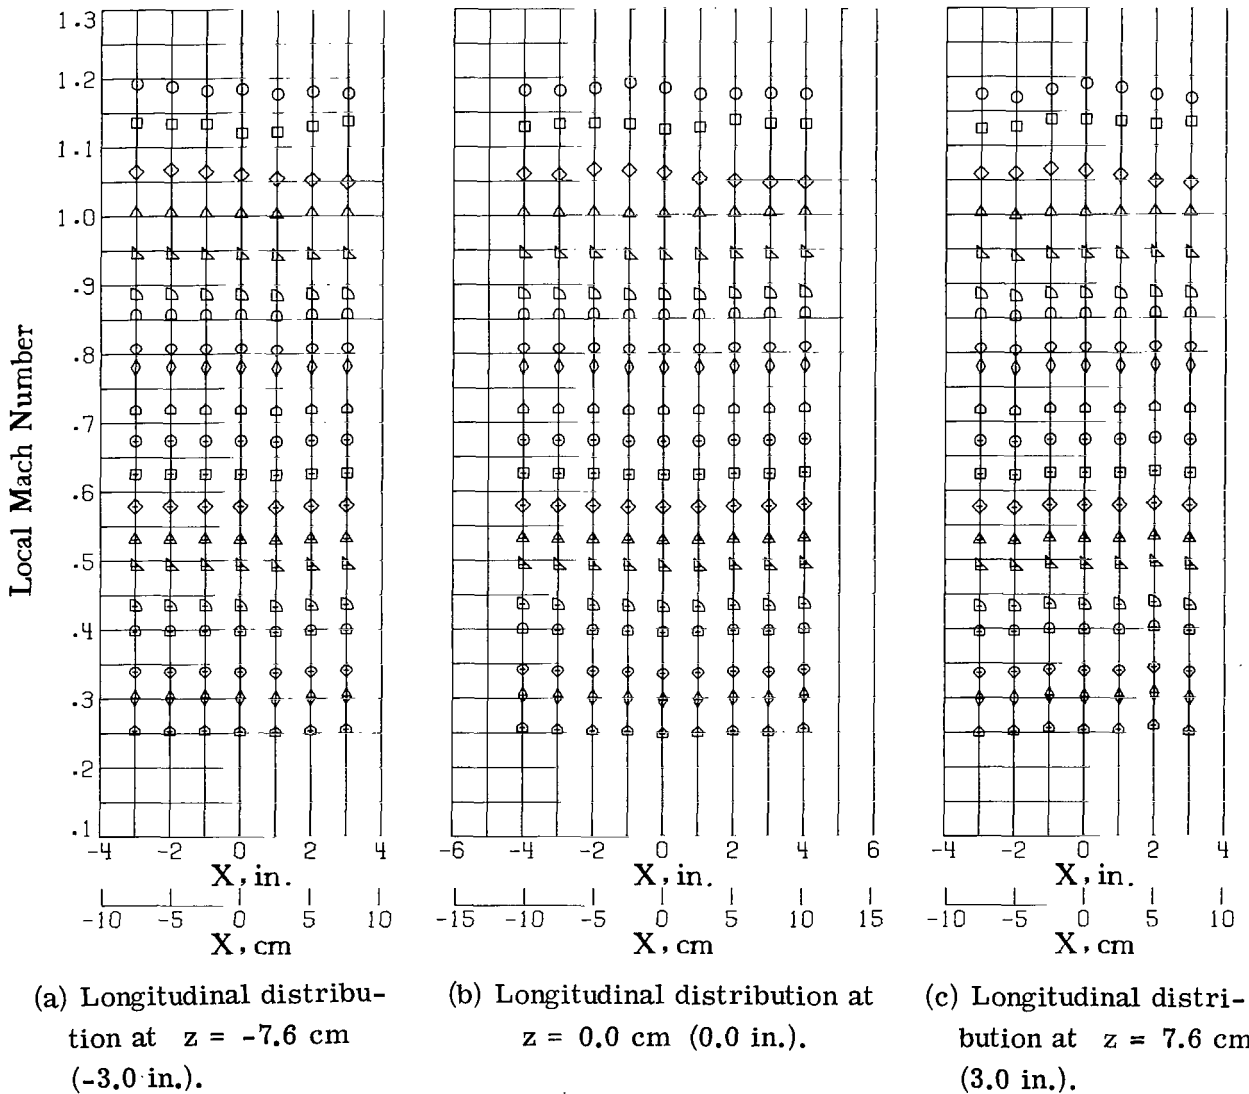 1.3
1.2
1.1
1.0
.9
.8
.7
.6
.5
.4
.3
.2
.1
Local Mach Number
-4 -2 0 2 4
X, in.
-10 -5 0 5 10
X, cm
-6 -4 -2 0 2 4 6
X, in.
-15 -10 -5 0 5 10 15
X, cm
-4 -2 0 2 4
X, in.
-10 -5 0 5 10
X, cm
(a) Longitudinal distribu-
tion at z = -7.6 cm
(-3.0 in.).
(b) Longitudinal distribution at
z = 0.0 cm (0.0 in.).
(c) Longitudinal distri-
bution at z = 7.6 cm
(3.0 in.).